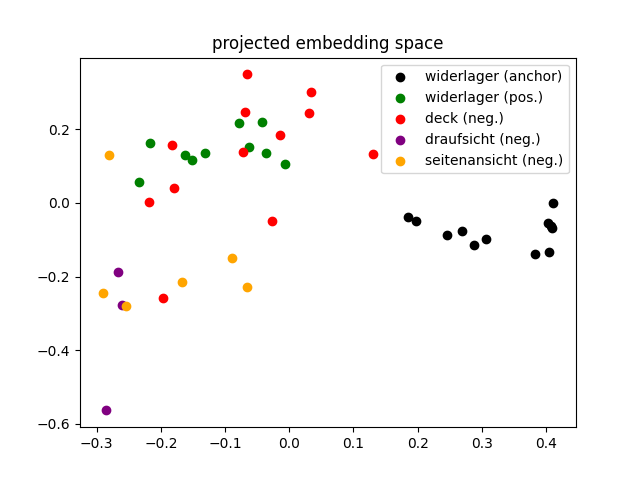 projected embedding space
widerlager (anchor)
widerlager (pos.)
deck (neg.)
draufsicht (neg.)
seitenansicht (neg.)
0.2
0.0
−0.2
−0.4
−0.6
−0.3 −0.2 −0.1 0.0 0.1 0.2 0.3 0.4